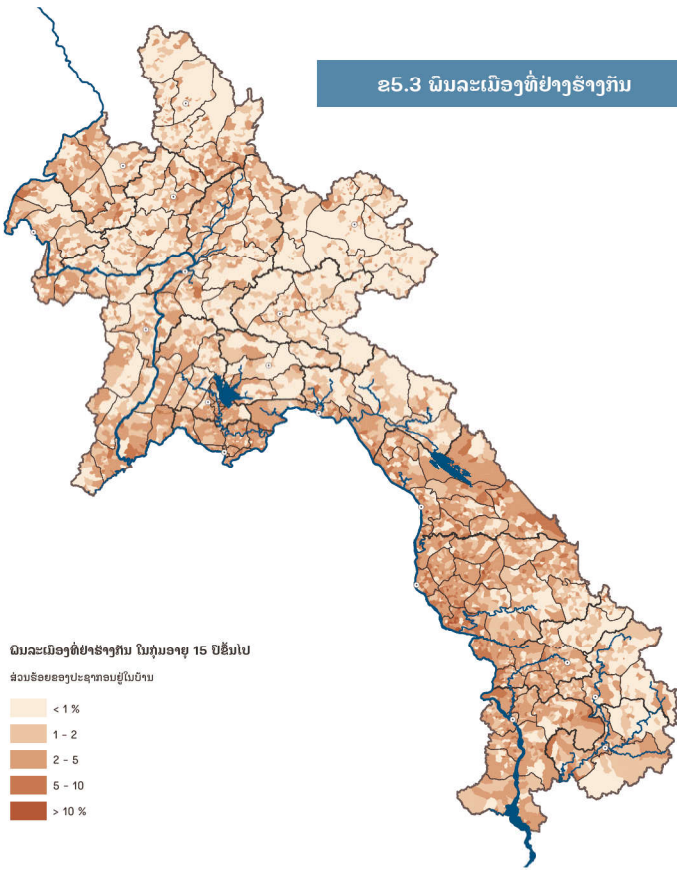 ຂ5.3 ພົນລະເມືອງທີ່ຢ່າງຮ້າງກັນ
ພົນລະເມືອງທີ່ຢ່າຮ້າງກັນ ໃນກຸ່ມອາຍຸ 15 ປີຂຶ້ນໄປ
ສ່ວນຮ້ອຍຂອງປະຊາກອນຢູ່ໃນບ້ານ
< 1 %
1 - 2
2 - 5
5 - 10
> 10 %